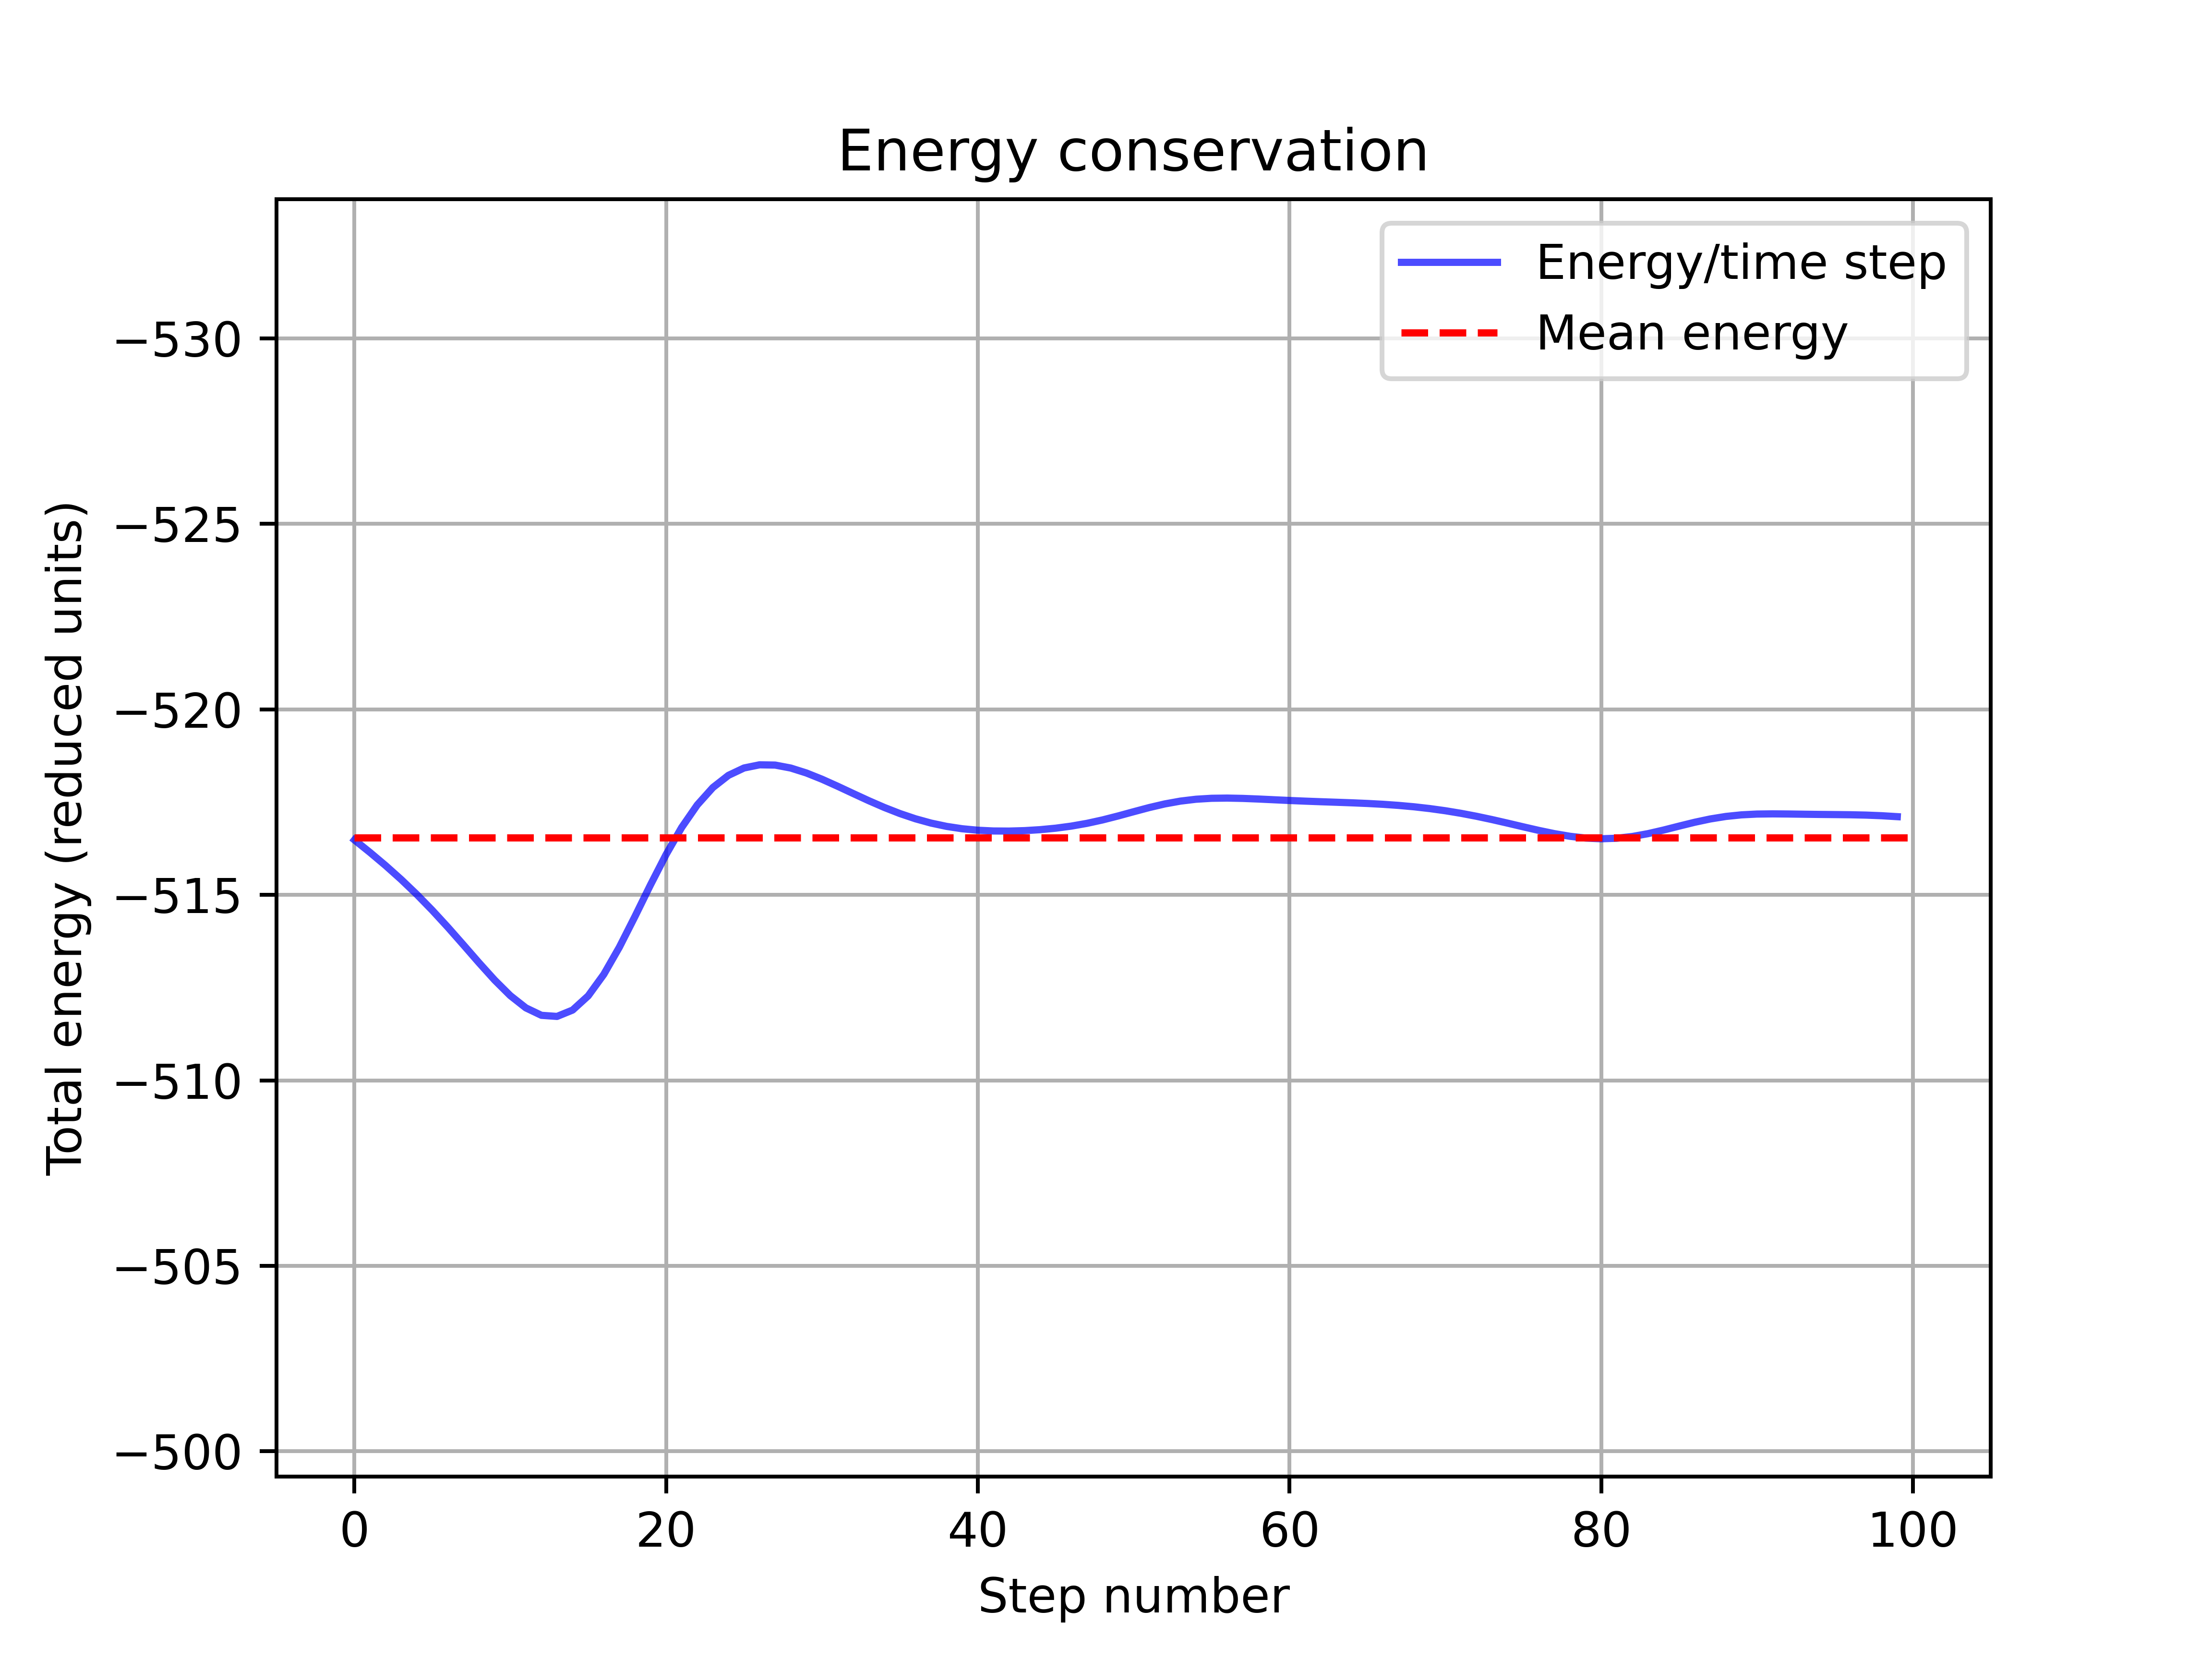 Energy conservation
Energy/time step
Mean energy
Total energy (reduced units)
−530
−525
−520
−515
−510
−505
−500
0 20 40 60 80 100
Step number